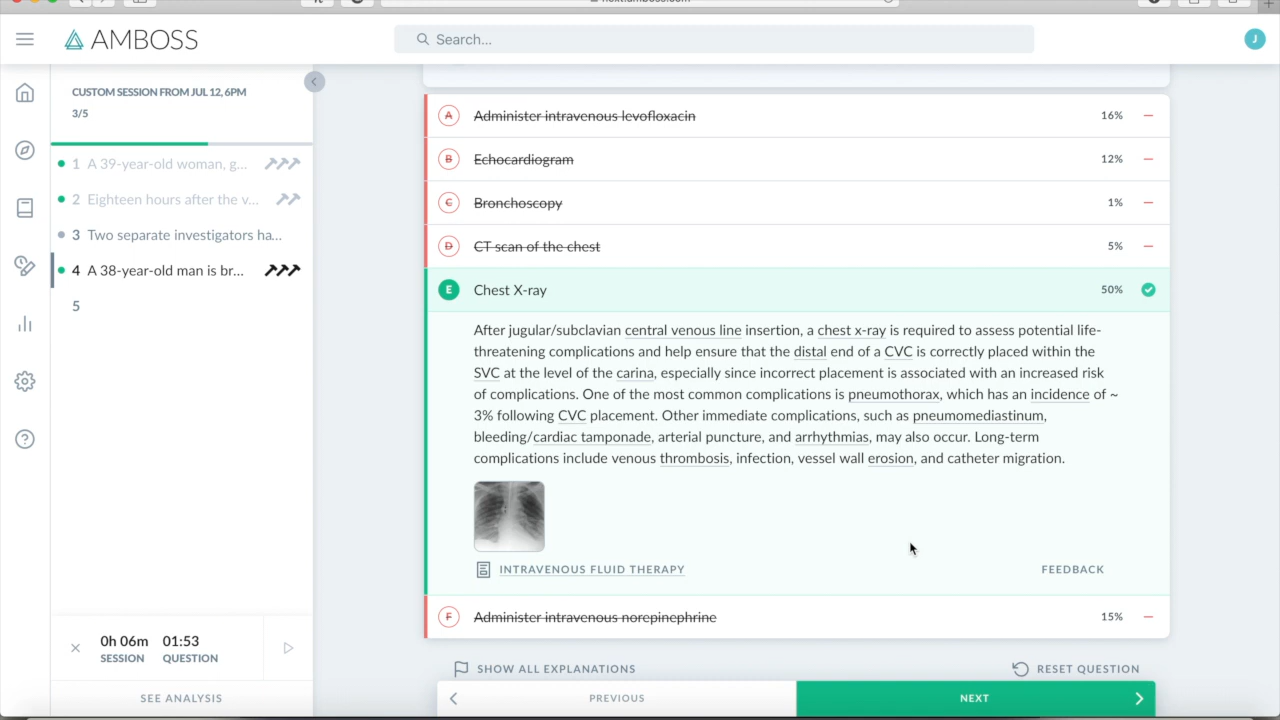 next.amboss.com
AMBOSS
Search...
J
CUSTOM SESSION FROM JUL 12, 6PM
3/5
1 A 39-year-old woman, g...
2 Eighteen hours after the v...
3 Two separate investigators ha...
4 A 38-year-old man is br...
5
0h 06m 01:53
SESSION QUESTION
SEE ANALYSIS
A Administer intravenous levofloxacin 16%
B Echocardiogram 12%
C Bronchoscopy 1%
D CT scan of the chest 5%
E Chest X-ray 50%
After jugular/subclavian central venous line insertion, a chest x-ray is required to assess potential life-
threatening complications and help ensure that the distal end of a CVC is correctly placed within the
SVC at the level of the carina, especially since incorrect placement is associated with an increased risk
of complications. One of the most common complications is pneumothorax, which has an incidence of ~
3% following CVC placement. Other immediate complications, such as pneumomediastinum,
bleeding/cardiac tamponade, arterial puncture, and arrhythmias, may also occur. Long-term
complications include venous thrombosis, infection, vessel wall erosion, and catheter migration.
INTRAVENOUS FLUID THERAPY FEEDBACK
F Administer intravenous norepinephrine 15%
SHOW ALL EXPLANATIONS RESET QUESTION
PREVIOUS NEXT